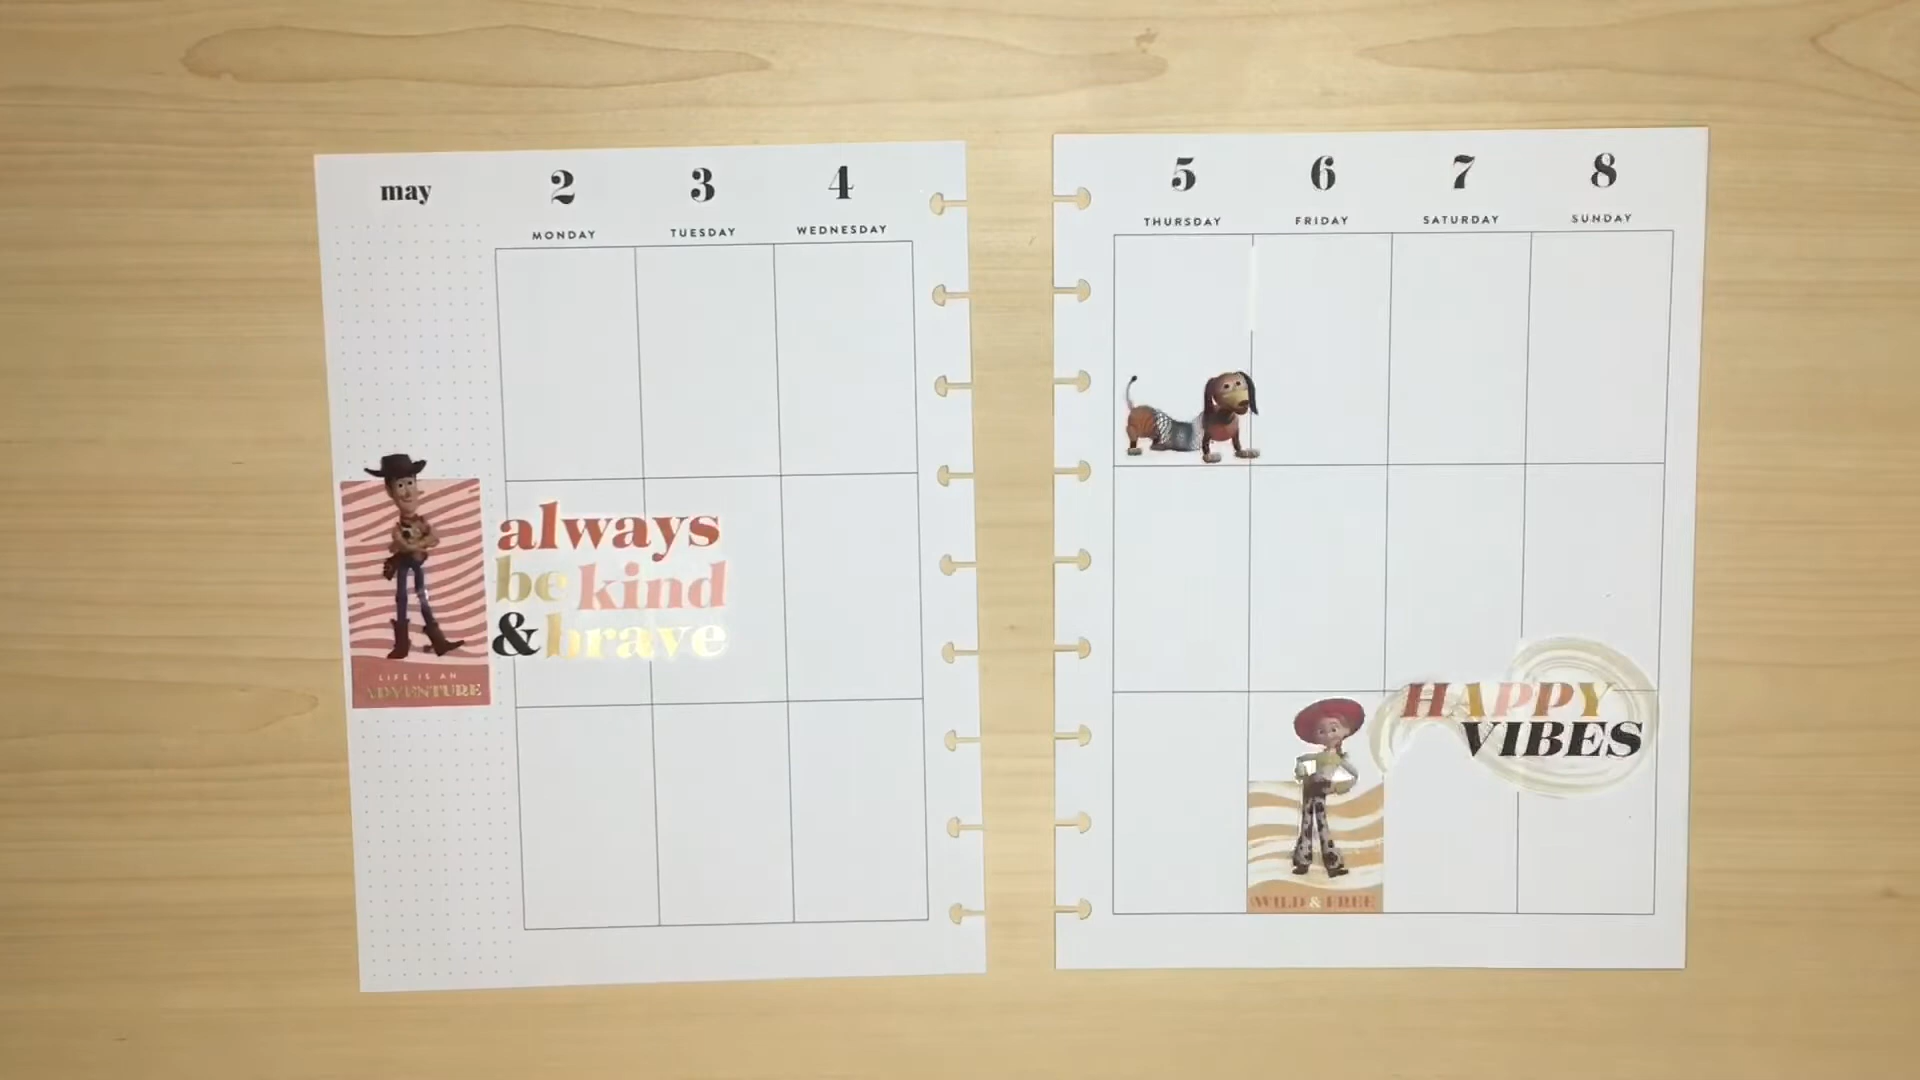 may
2
3
4
MONDAY
TUESDAY
WEDNESDAY
5
6
7
8
THURSDAY
FRIDAY
SATURDAY
SUNDAY
always
be kind
& brave
LIFE IS AN
ADVENTURE
HAPPY
VIBES
WILD & FREE